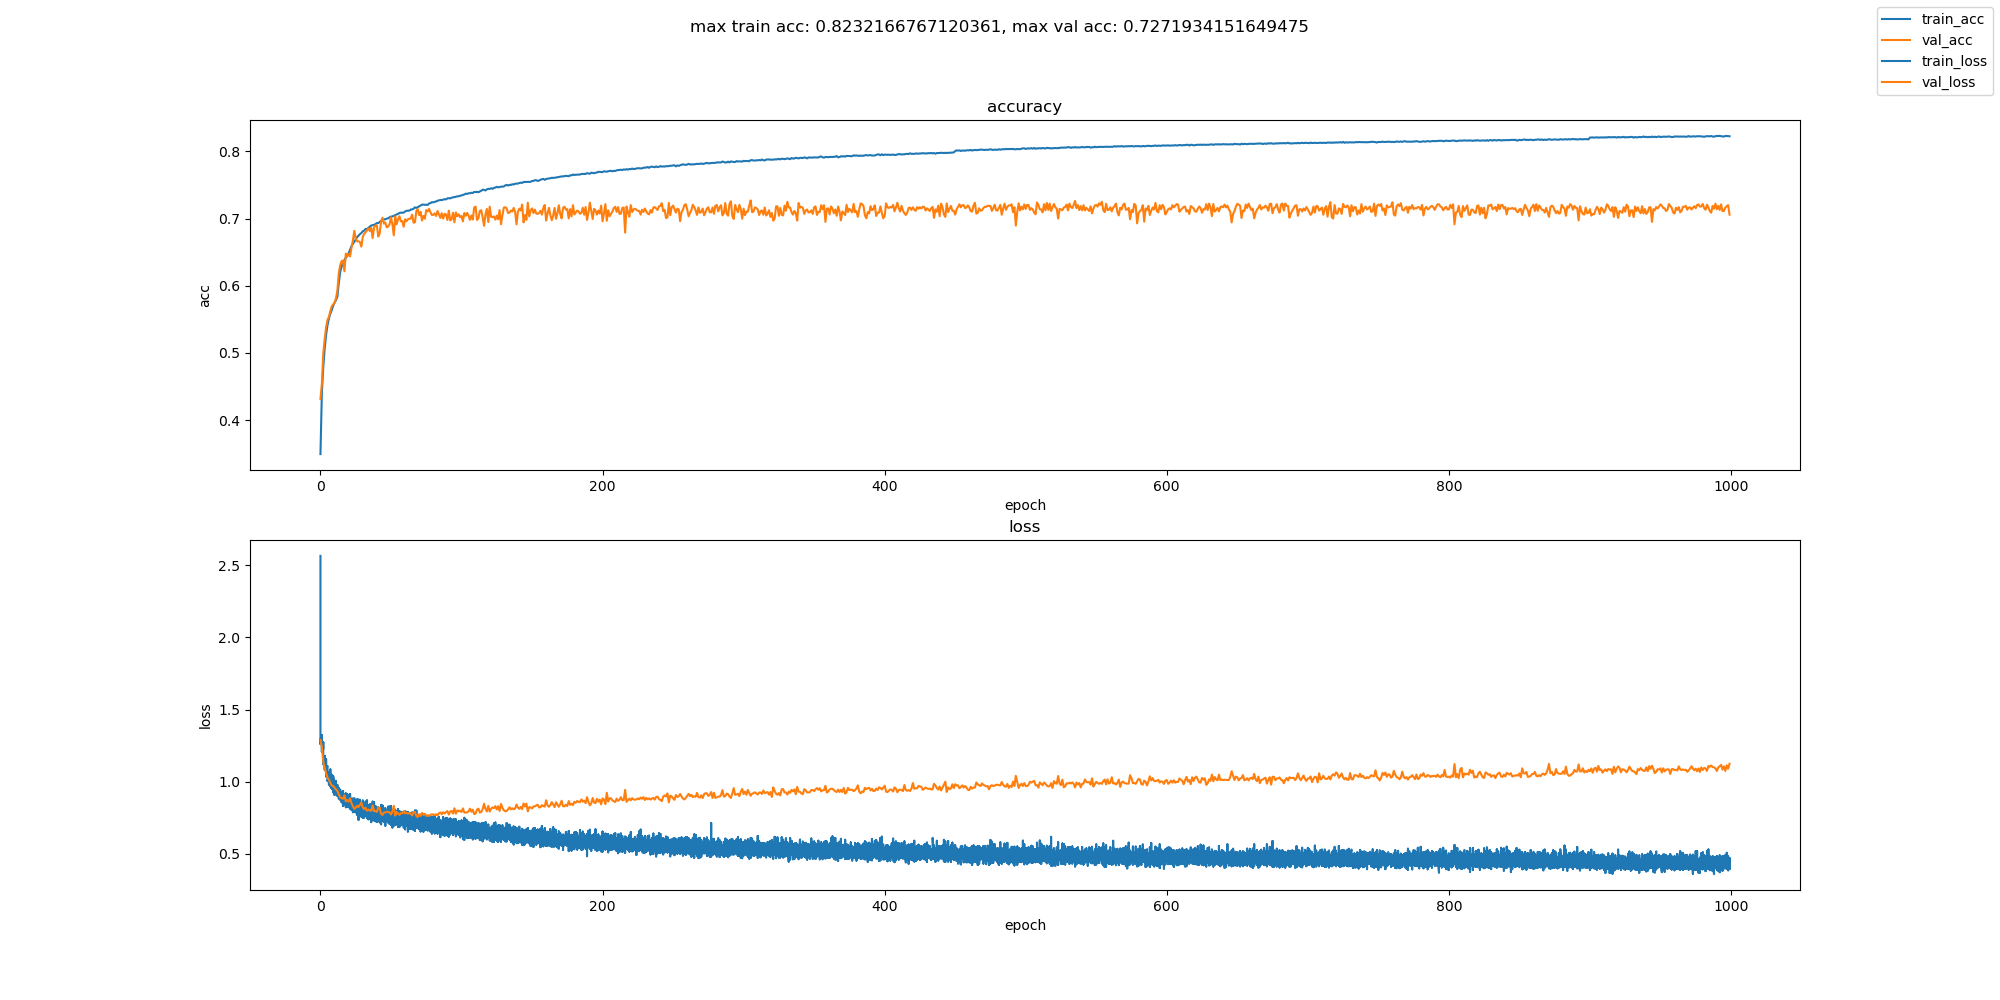 max train acc: 0.8232166767120361, max val acc: 0.7271934151649475
train_acc
val_acc
train_loss
val_loss
accuracy
0.8
0.7
0.6
0.5
0.4
acc
0 200 400 600 800 1000
epoch
loss
2.5
2.0
1.5
1.0
0.5
loss
0 200 400 600 800 1000
epoch